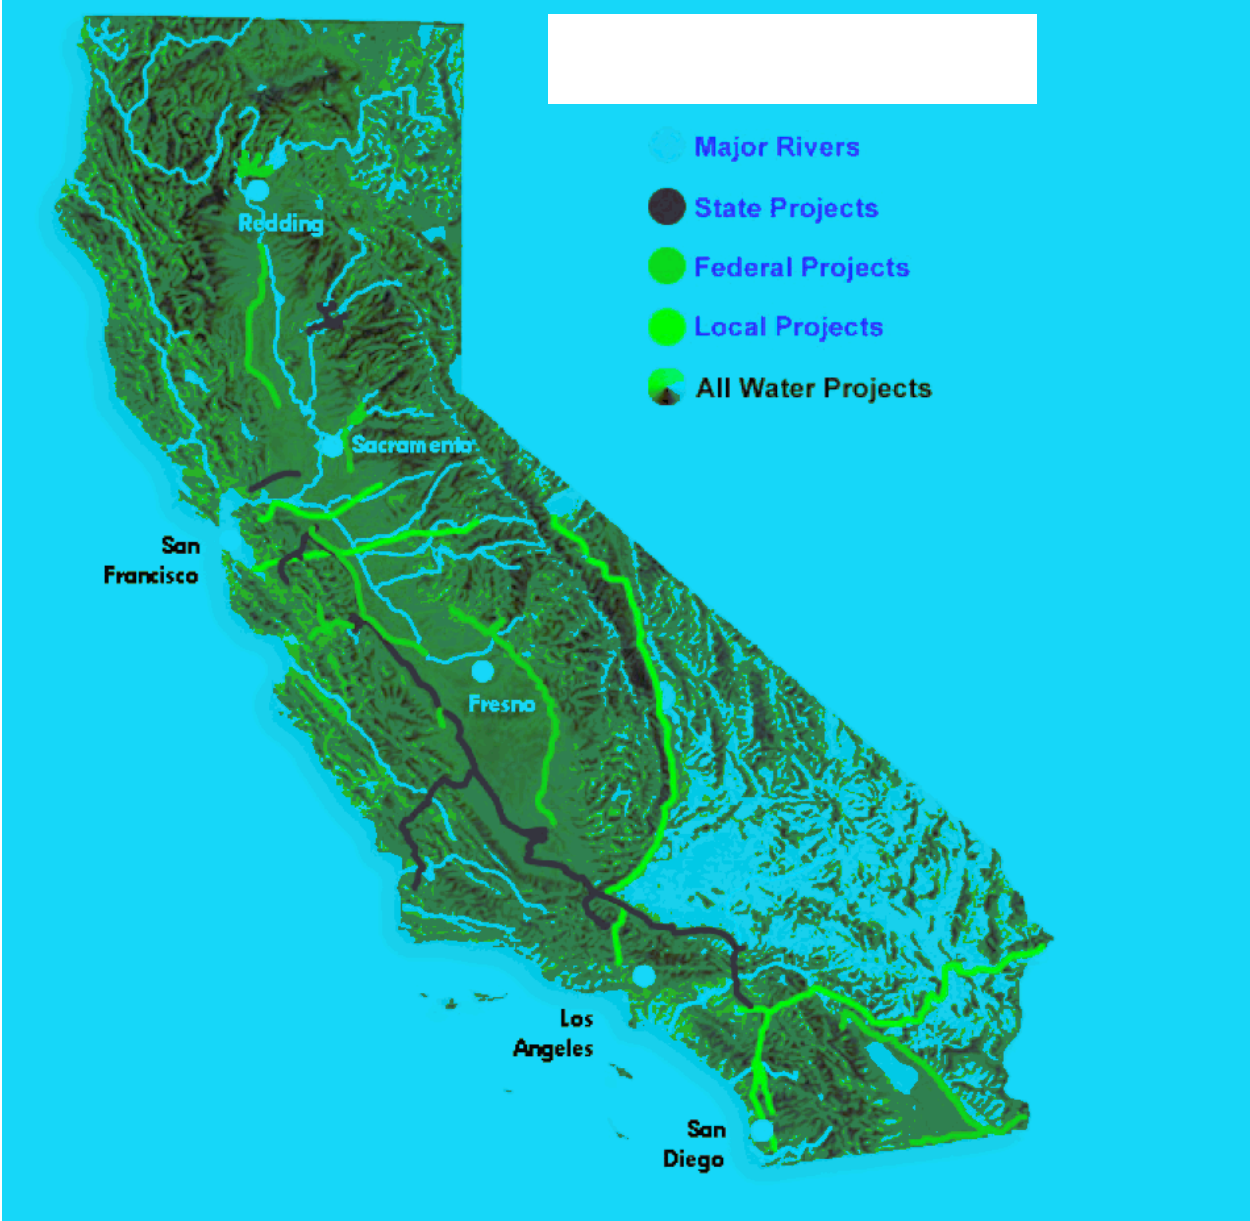 Major Rivers
State Projects
Federal Projects
Local Projects
All Water Projects
Redding
Sacramento
San
Francisco
Fresno
Los
Angeles
San
Diego